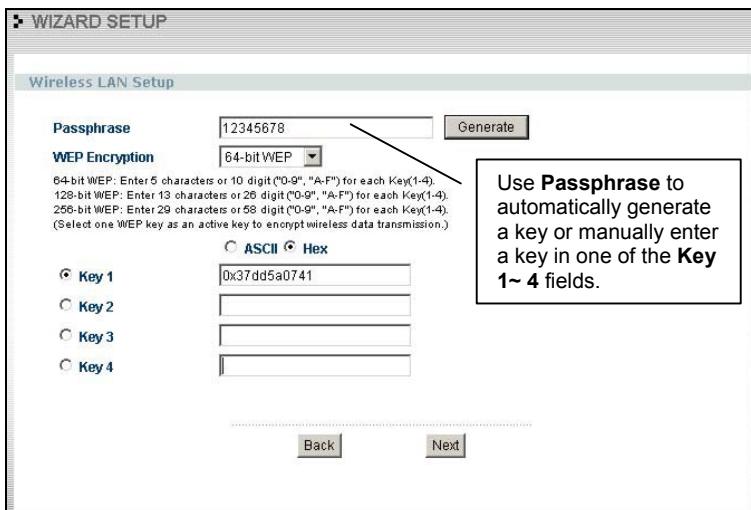 WIZARD SETUP
Wireless LAN Setup
Passphrase 12345678 Generate
WEP Encryption 64-bit WEP
64-bit WEP: Enter 5 characters or 10 digit ("0-9", "A-F") for each Key(1-4).
128-bit WEP: Enter 13 characters or 26 digit ("0-9", "A-F") for each Key(1-4).
256-bit WEP: Enter 29 characters or 58 digit ("0-9", "A-F") for each Key(1-4).
(Select one WEP key as an active key to encrypt wireless data transmission.)
ASCII Hex
Key 1 0x37dd5a0741
Key 2
Key 3
Key 4
Back Next
Use Passphrase to
automatically generate
a key or manually enter
a key in one of the Key
1~ 4 fields.